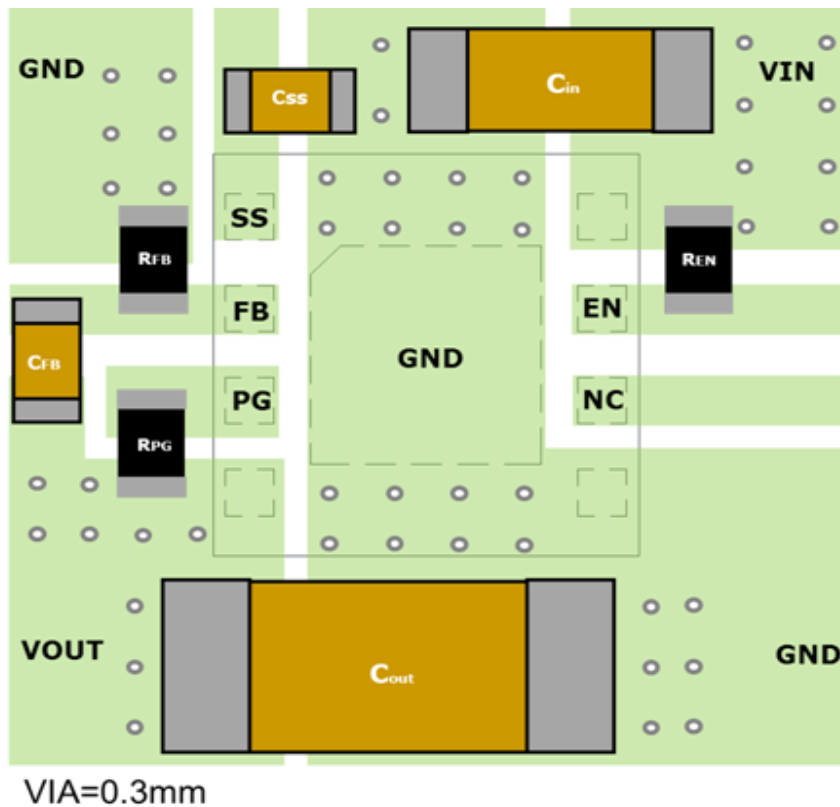 GND
Css
Cin
VIN
SS
RFB
REN
FB
EN
CFB
GND
PG
NC
RPG
VOUT
Cout
GND
VIA=0.3mm